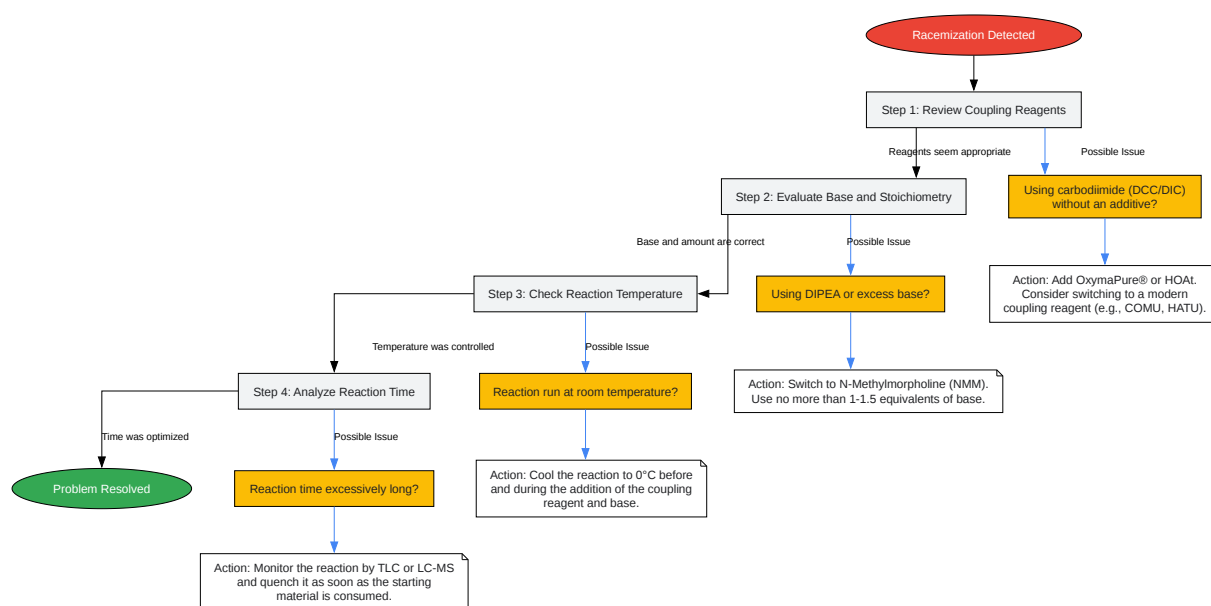 Racemization Detected
Step 1: Review Coupling Reagents
Reagents seem appropriate
Possible Issue
Step 2: Evaluate Base and Stoichiometry
Using carbodiimide (DCC/DIC)
without an additive?
Base and amount are correct
Possible Issue
Action: Add OxymaPure® or HOAt.
Consider switching to a modern
coupling reagent (e.g., COMU, HATU).
Step 3: Check Reaction Temperature
Using DIPEA or excess base?
Temperature was controlled
Possible Issue
Action: Switch to N-Methylmorpholine (NMM).
Use no more than 1-1.5 equivalents of base.
Step 4: Analyze Reaction Time
Reaction run at room temperature?
Time was optimized
Possible Issue
Action: Cool the reaction to 0°C before
and during the addition of the coupling
reagent and base.
Problem Resolved
Reaction time excessively long?
Action: Monitor the reaction by TLC or LC-MS
and quench it as soon as the starting
material is consumed.